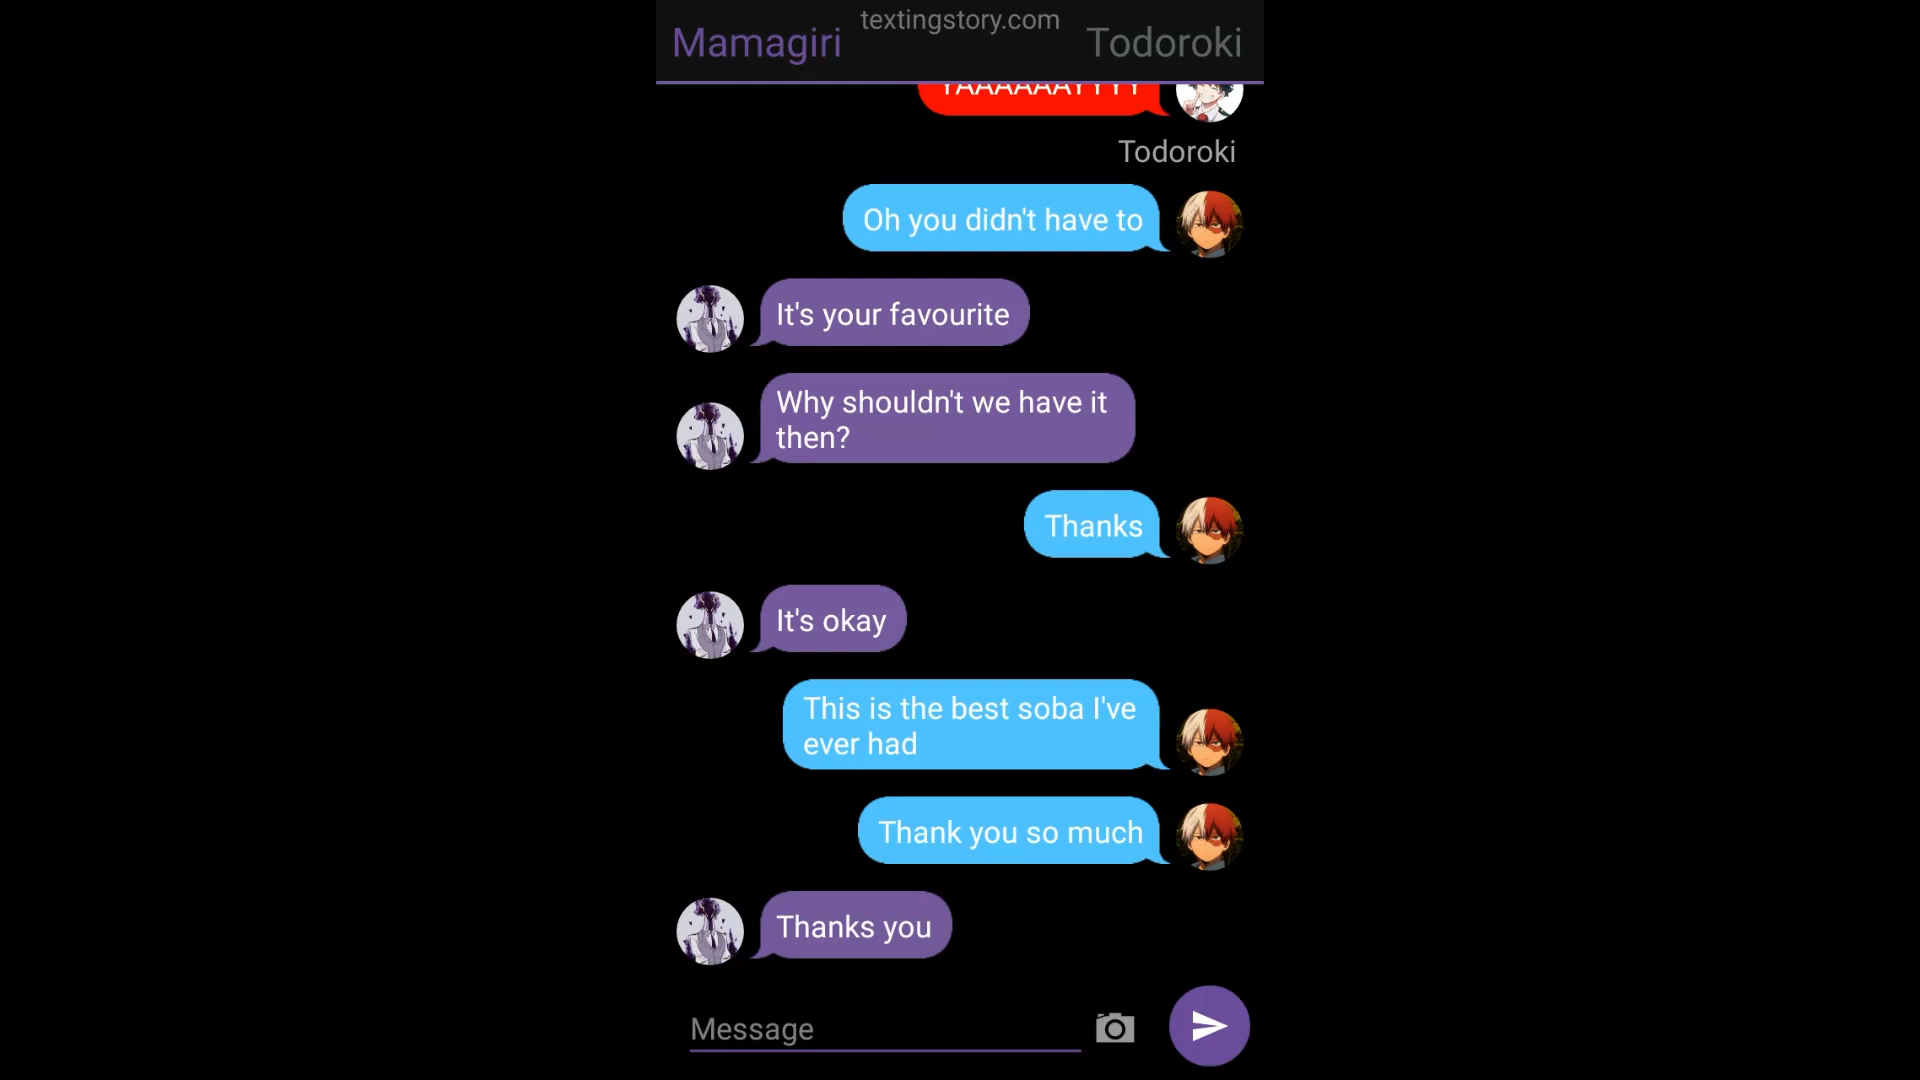 textingstory.com
Mamagiri
Todoroki
YAAAAAAYYYY
Todoroki
Oh you didn't have to
It's your favourite
Why shouldn't we have it
then?
Thanks
It's okay
This is the best soba I've
ever had
Thank you so much
Thanks you
Message